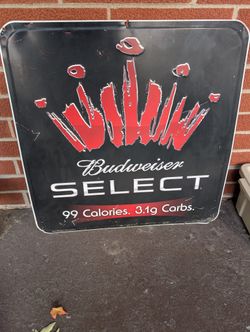 Budweiser
SELECT
99 Calories. 3.1g Carbs.